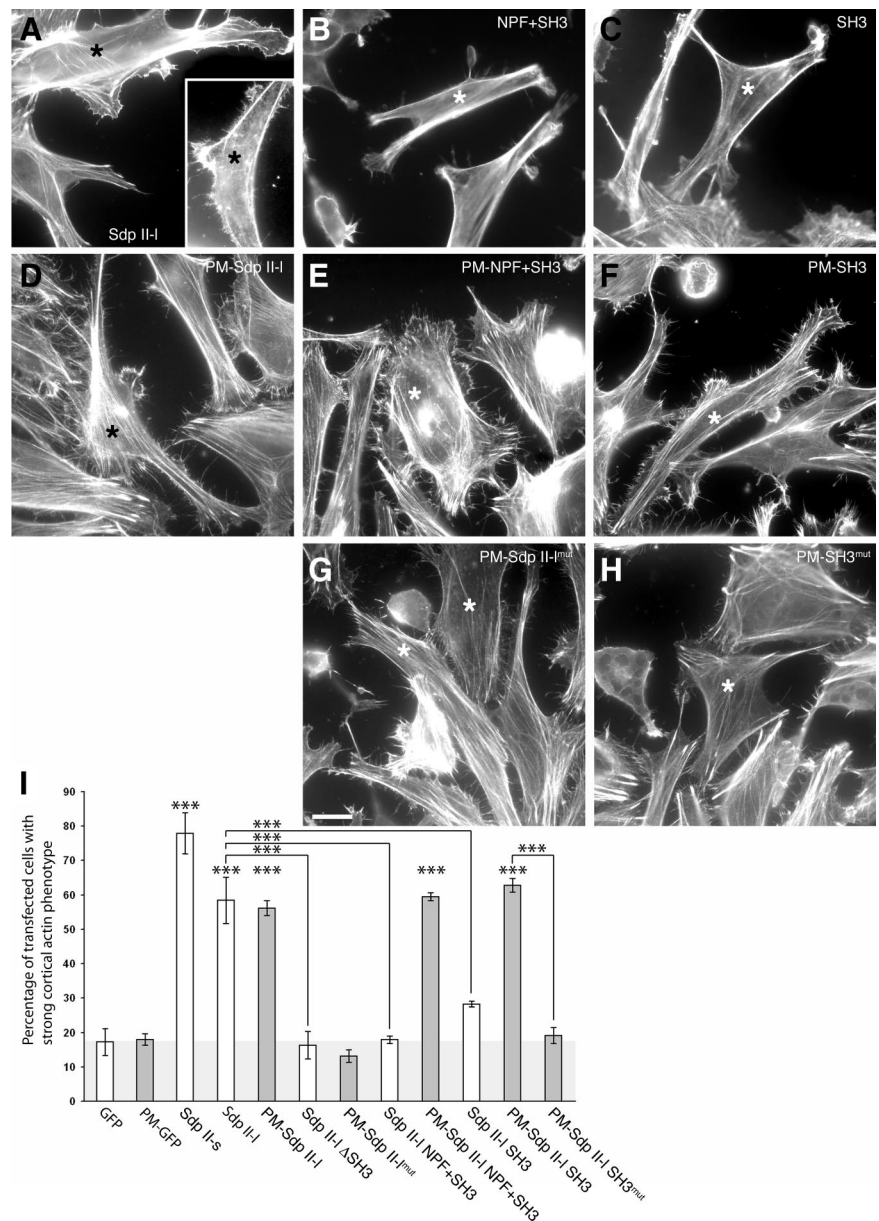 A
*
*
Sdp II-l
B
NPF+SH3
*
C
SH3
*
D
PM-Sdp II-l
*
E
PM-NPF+SH3
*
F
PM-SH3
*
G
PM-Sdp II-l^mut
*
*
H
PM-SH3^mut
*
I
Percentage of transfected cells with
strong cortical actin phenotype
90
80
70
60
50
40
30
20
10
0
***
***
***
***
***
***
***
***
***
GFP
PM-GFP
Sdp II-s
Sdp II-l
PM-Sdp II-l
Sdp II-l ΔSH3
PM-Sdp II-l^mut
Sdp II-l NPF+SH3
PM-Sdp II-l NPF+SH3
Sdp II-l SH3
PM-Sdp II-l SH3
PM-Sdp II-l SH3^mut